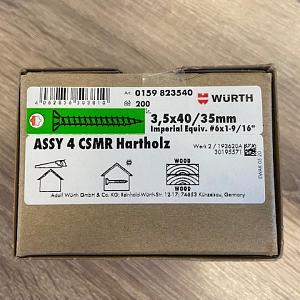 Art. 0159 823540
200
WÜRTH
3,5x40/35mm
Imperial Equiv. #6x1-9/16"
ASSY 4 CSMR Hartholz
WOOD
WOOD
Adolf Würth GmbH & Co. KG; Reinhold-Würth-Str. 12-17; 74653 Künzelsau, Germany